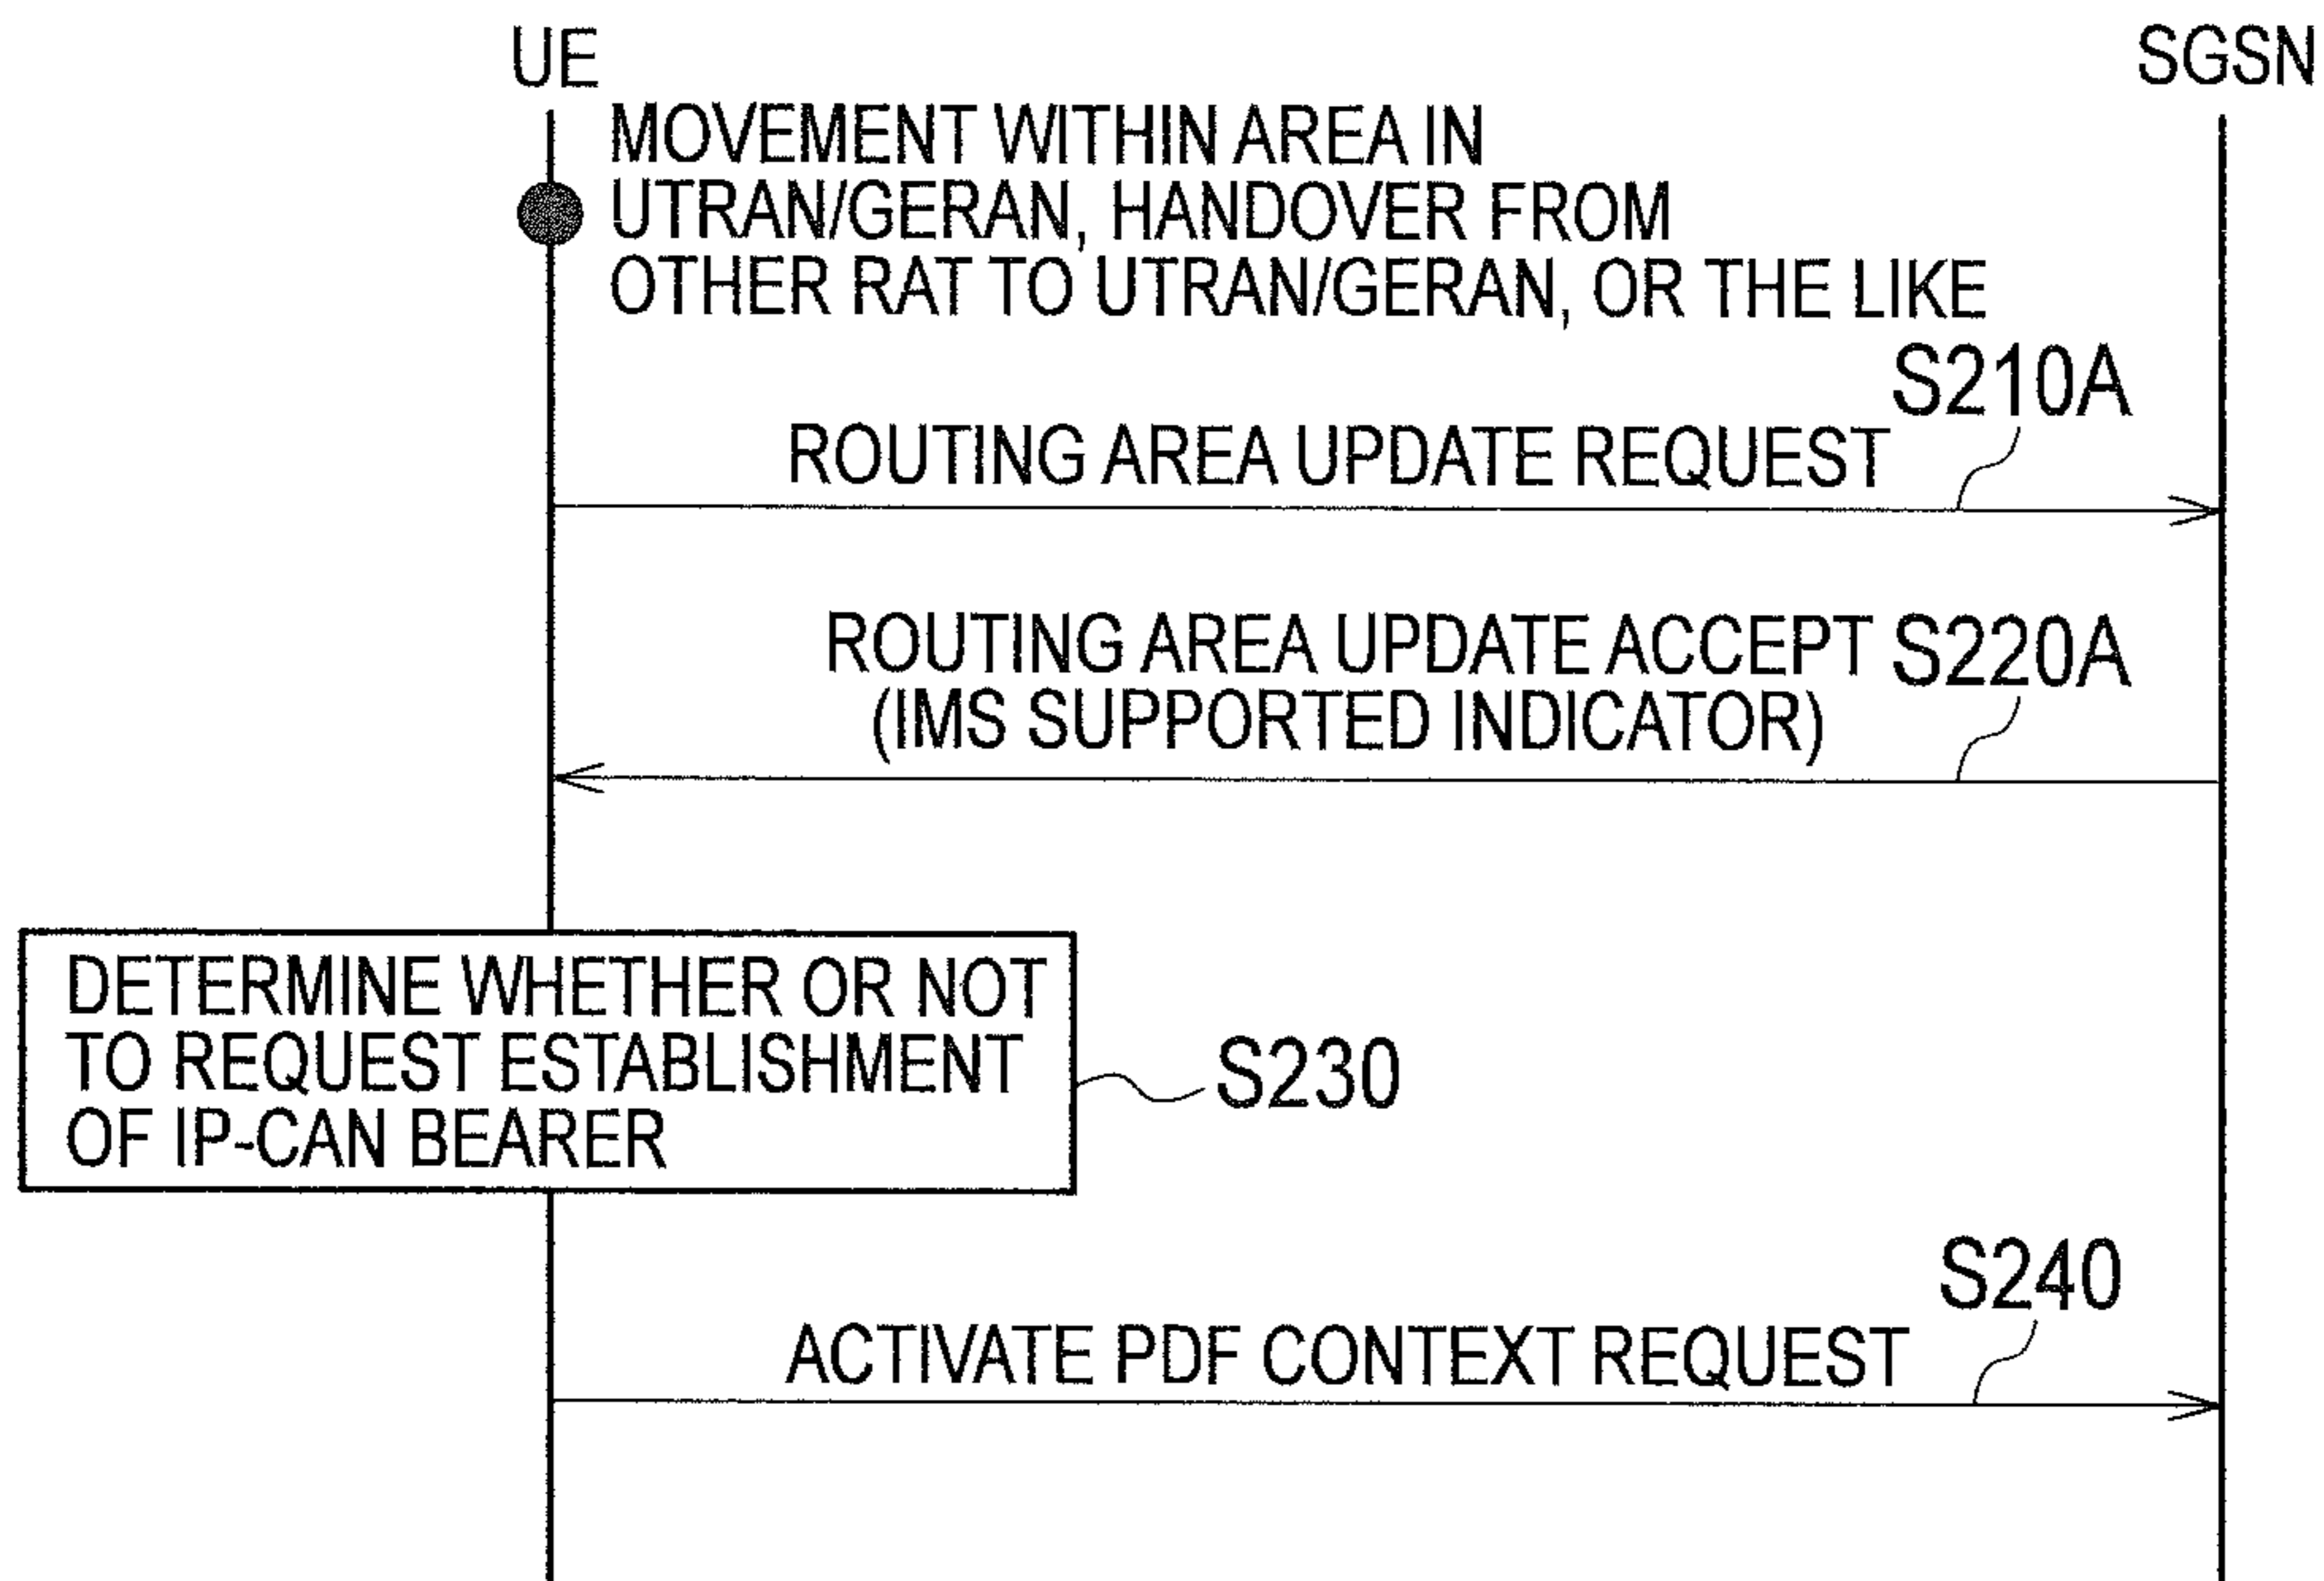 UE
SGSN
MOVEMENT WITHIN AREA IN
UTRAN/GERAN, HANDOVER FROM
OTHER RAT TO UTRAN/GERAN, OR THE LIKE
S210A
ROUTING AREA UPDATE REQUEST
ROUTING AREA UPDATE ACCEPT
(IMS SUPPORTED INDICATOR)
S220A
DETERMINE WHETHER OR NOT
TO REQUEST ESTABLISHMENT
OF IP-CAN BEARER
S230
S240
ACTIVATE PDF CONTEXT REQUEST